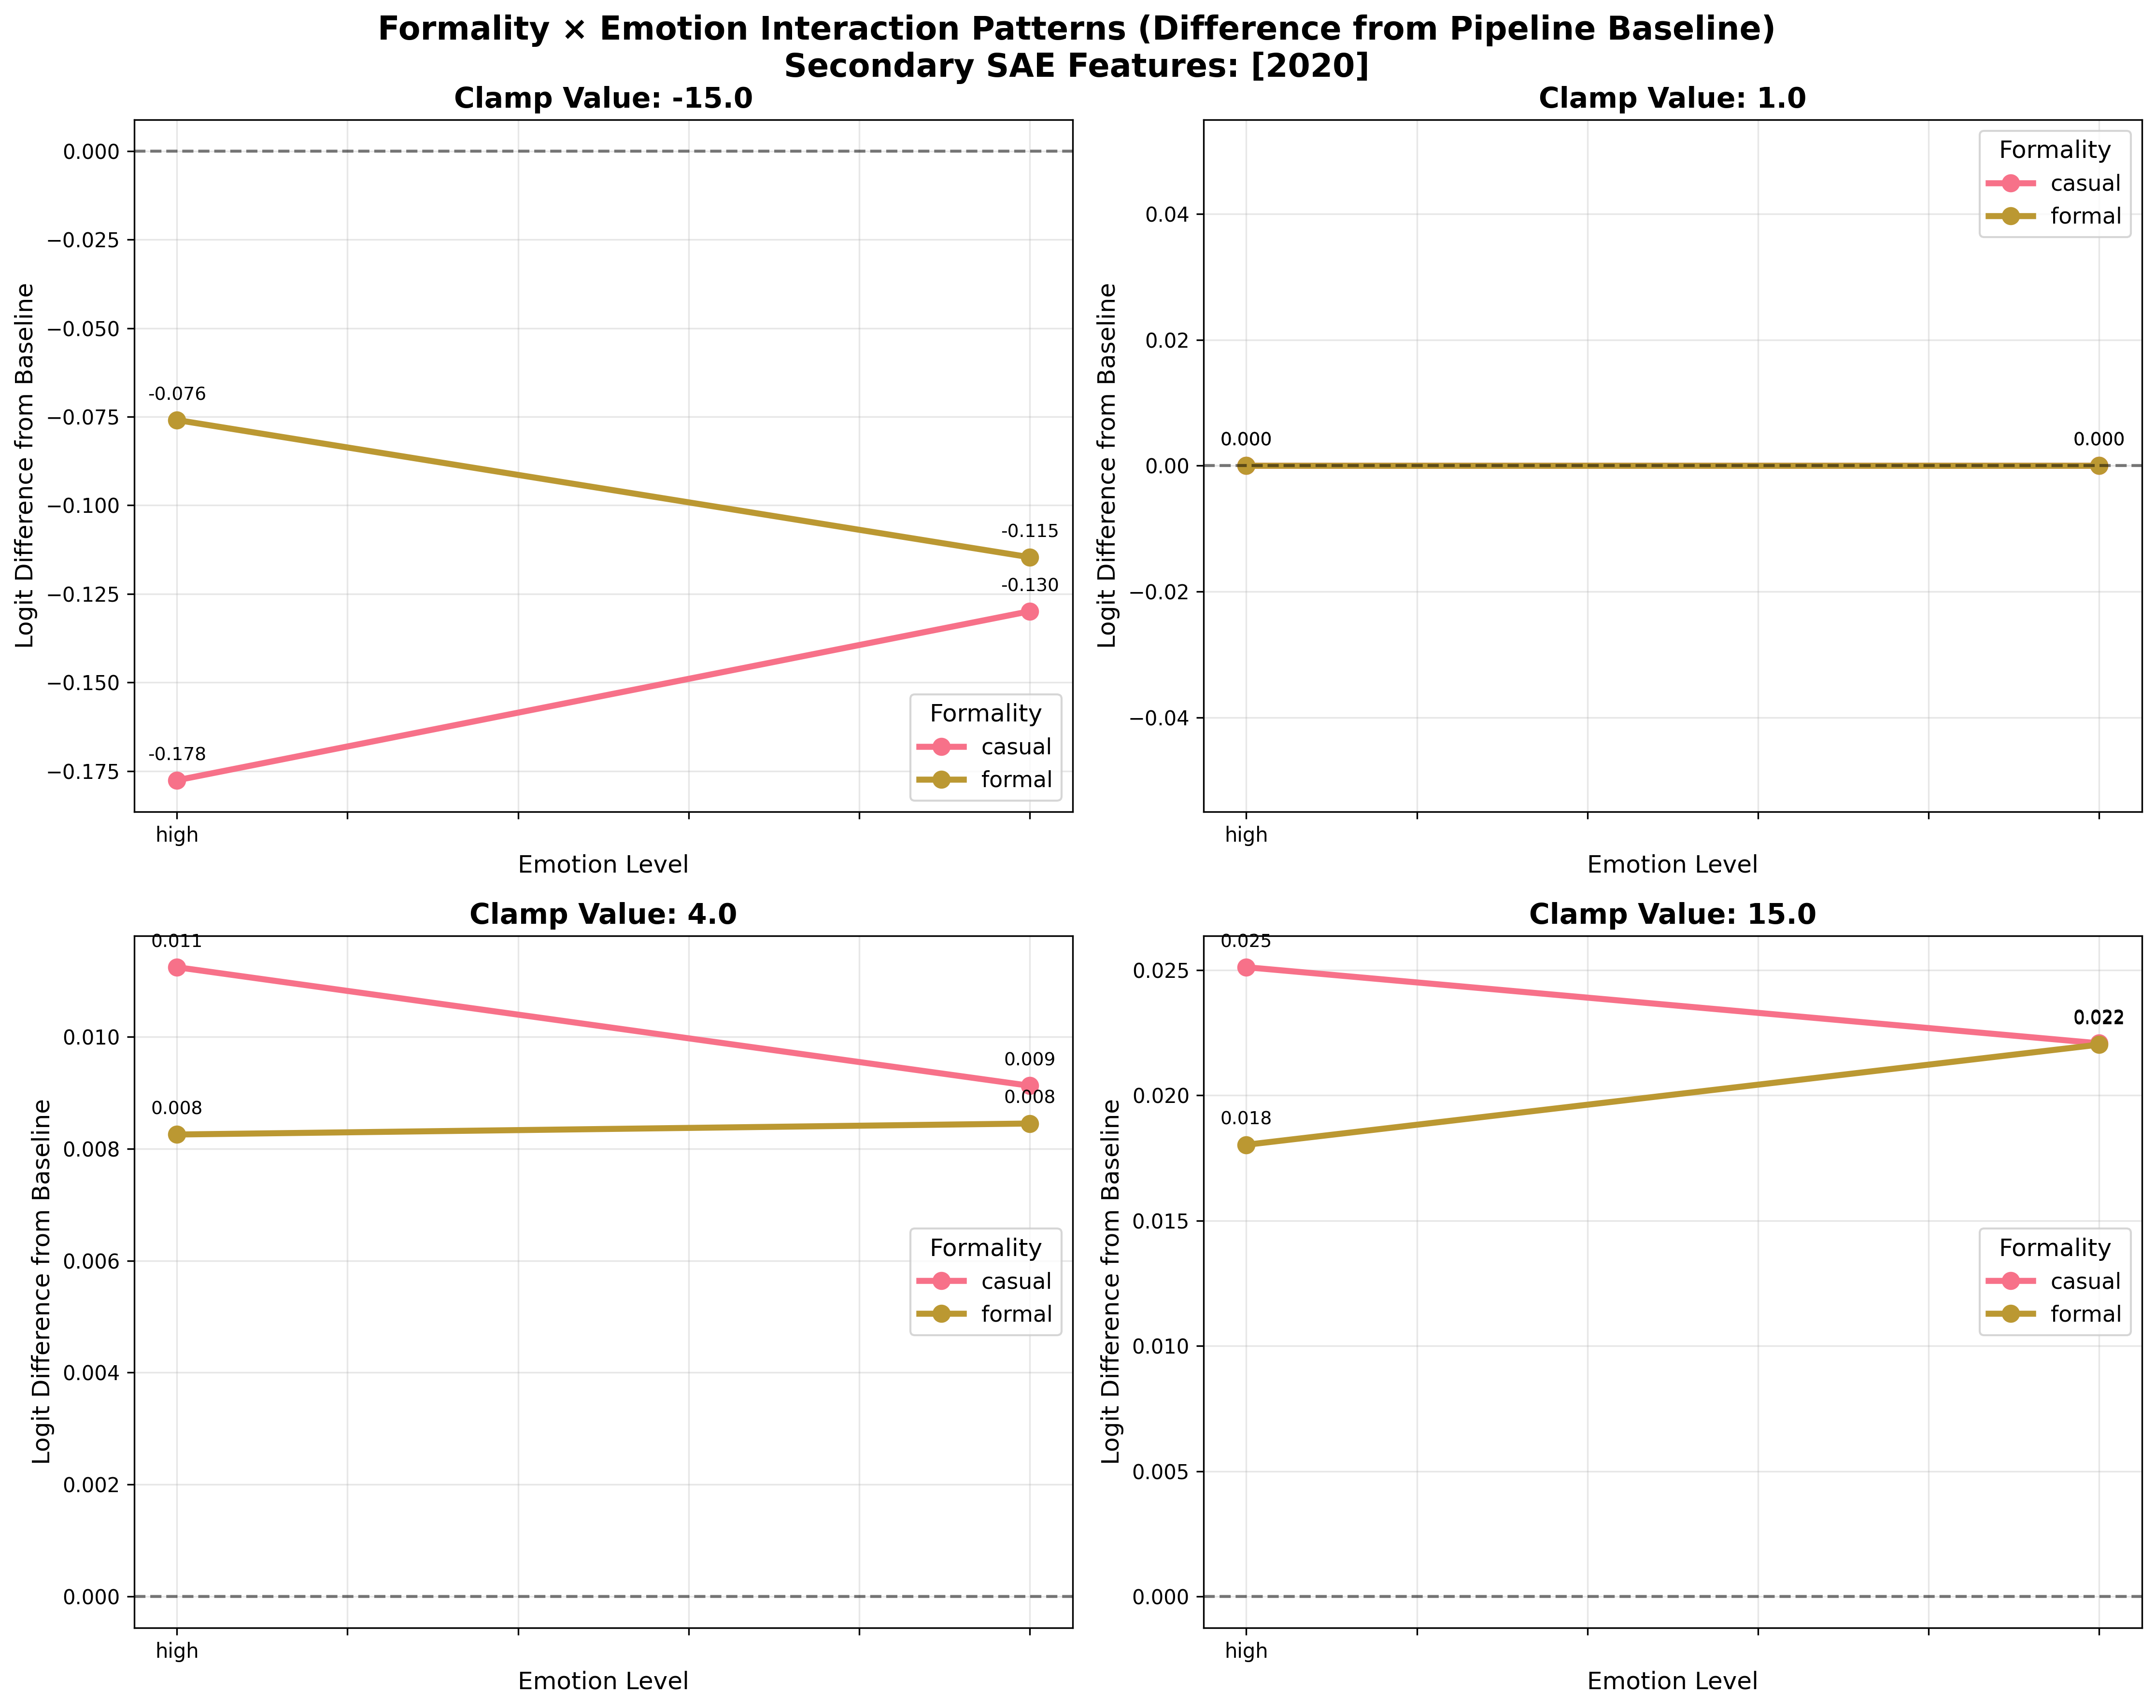 Formality × Emotion Interaction Patterns (Difference from Pipeline Baseline)
Secondary SAE Features: [2020]
Clamp Value: -15.0
0.000
−0.025
−0.050
−0.075
−0.100
−0.125
−0.150
−0.175
Logit Difference from Baseline
-0.076
-0.115
-0.130
-0.178
Formality
casual
formal
high
Emotion Level
Clamp Value: 1.0
0.04
0.02
0.00
−0.02
−0.04
Logit Difference from Baseline
0.000
0.000
Formality
casual
formal
high
Emotion Level
Clamp Value: 4.0
0.010
0.008
0.006
0.004
0.002
0.000
Logit Difference from Baseline
0.011
0.009
0.008
0.008
Formality
casual
formal
high
Emotion Level
Clamp Value: 15.0
0.025
0.020
0.015
0.010
0.005
0.000
Logit Difference from Baseline
0.025
0.022
0.018
Formality
casual
formal
high
Emotion Level